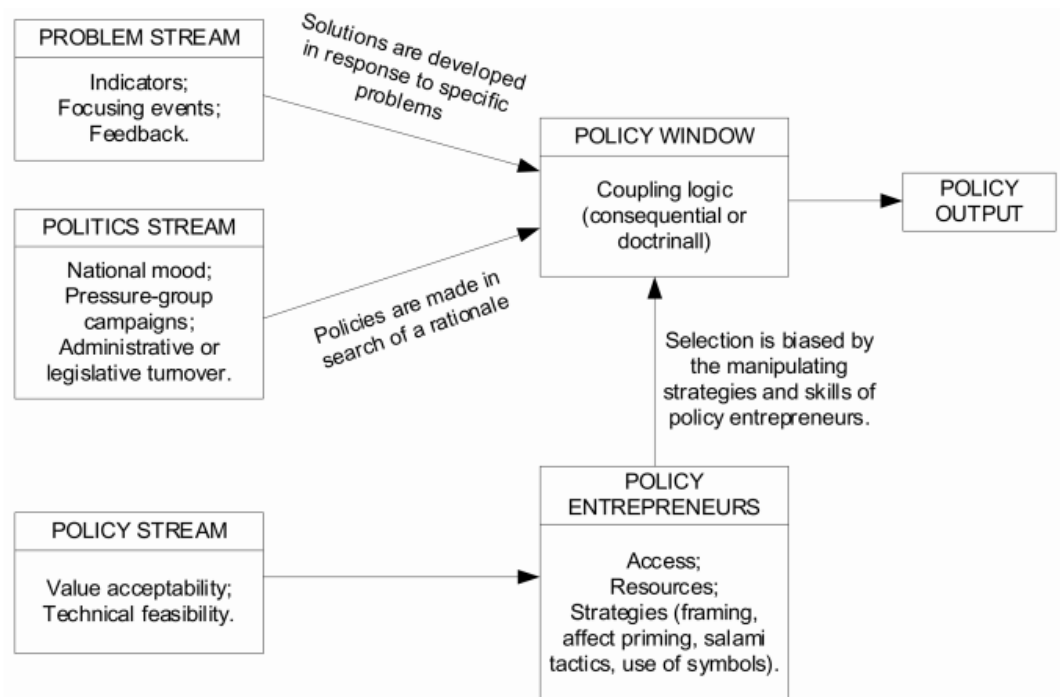 PROBLEM STREAM
Indicators;
Focusing events;
Feedback.
Solutions are developed
in response to specific
problems
POLITICS STREAM
National mood;
Pressure-group
campaigns;
Administrative or
legislative turnover.
Policies are made in
search of a rationale
POLICY WINDOW
Coupling logic
(consequential or
doctrinall)
POLICY
OUTPUT
Selection is biased by
the manipulating
strategies and skills of
policy entrepreneurs.
POLICY STREAM
Value acceptability;
Technical feasibility.
POLICY
ENTREPRENEURS
Access;
Resources;
Strategies (framing,
affect priming, salami
tactics, use of symbols).